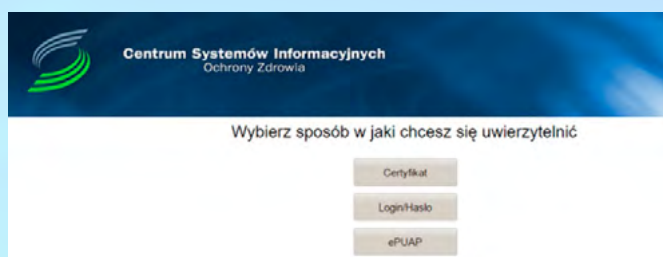 Centrum Systemów Informacyjnych
Ochrony Zdrowia
Wybierz sposób w jaki chcesz się uwierzytelnić
Certyfikat
Login/Hasło
ePUAP